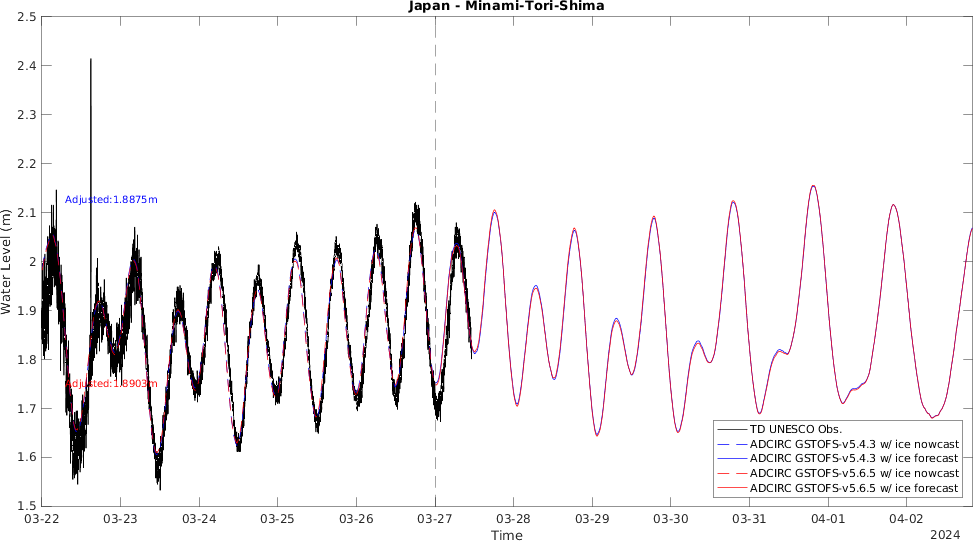 Japan - Minami-Tori-Shima
2.5
2.4
2.3
2.2
2.1
2
1.9
1.8
1.7
1.6
1.5
Water Level (m)
Adjusted:1.8875m
Adjusted:1.8903m
TD UNESCO Obs.
ADCIRC GSTOFS-v5.4.3 w/ ice nowcast
ADCIRC GSTOFS-v5.4.3 w/ ice forecast
ADCIRC GSTOFS-v5.6.5 w/ ice nowcast
ADCIRC GSTOFS-v5.6.5 w/ ice forecast
03-22 03-23 03-24 03-25 03-26 03-27 03-28 03-29 03-30 03-31 04-01 04-02
Time
2024